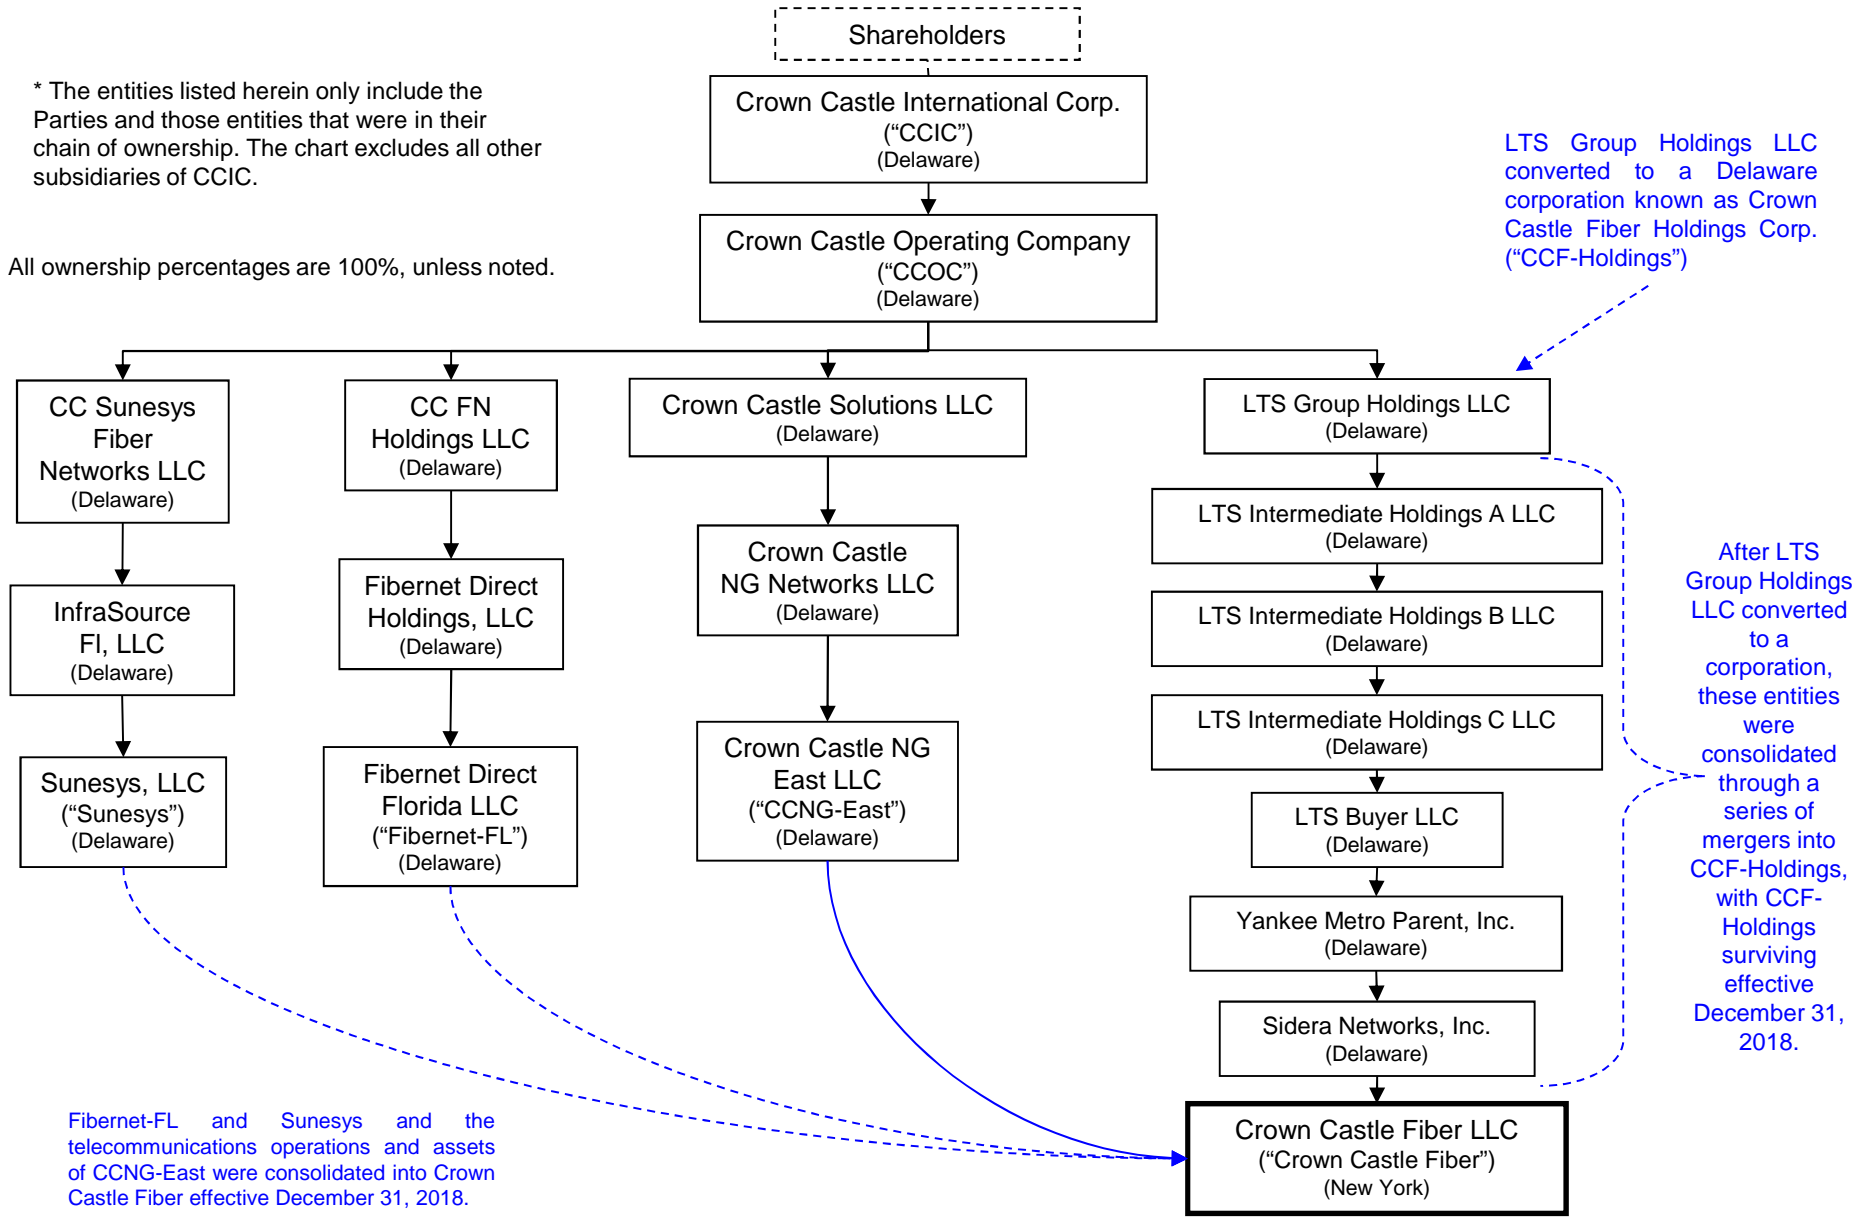 Shareholders
* The entities listed herein only include the
Parties and those entities that were in their
chain of ownership. The chart excludes all other
subsidiaries of CCIC.
Crown Castle International Corp.
(“CCIC”)
(Delaware)
LTS Group Holdings LLC
converted to a Delaware
corporation known as Crown
Castle Fiber Holdings Corp.
(“CCF-Holdings”)
All ownership percentages are 100%, unless noted.
Crown Castle Operating Company
(“CCOC”)
(Delaware)
CC Sunesys
Fiber
Networks LLC
(Delaware)
CC FN
Holdings LLC
(Delaware)
Crown Castle Solutions LLC
(Delaware)
LTS Group Holdings LLC
(Delaware)
InfraSource
FI, LLC
(Delaware)
Fibernet Direct
Holdings, LLC
(Delaware)
Crown Castle
NG Networks LLC
(Delaware)
LTS Intermediate Holdings A LLC
(Delaware)
LTS Intermediate Holdings B LLC
(Delaware)
LTS Intermediate Holdings C LLC
(Delaware)
Sunesys, LLC
(“Sunesys”)
(Delaware)
Fibernet Direct
Florida LLC
(“Fibernet-FL”)
(Delaware)
Crown Castle NG
East LLC
(“CCNG-East”)
(Delaware)
LTS Buyer LLC
(Delaware)
Yankee Metro Parent, Inc.
(Delaware)
Sidera Networks, Inc.
(Delaware)
After LTS
Group Holdings
LLC converted
to a
corporation,
these entities
were
consolidated
through a
series of
mergers into
CCF-Holdings,
with CCF-
Holdings
surviving
effective
December 31,
2018.
Fibernet-FL and Sunesys and the
telecommunications operations and assets
of CCNG-East were consolidated into Crown
Castle Fiber effective December 31, 2018.
Crown Castle Fiber LLC
(“Crown Castle Fiber”)
(New York)